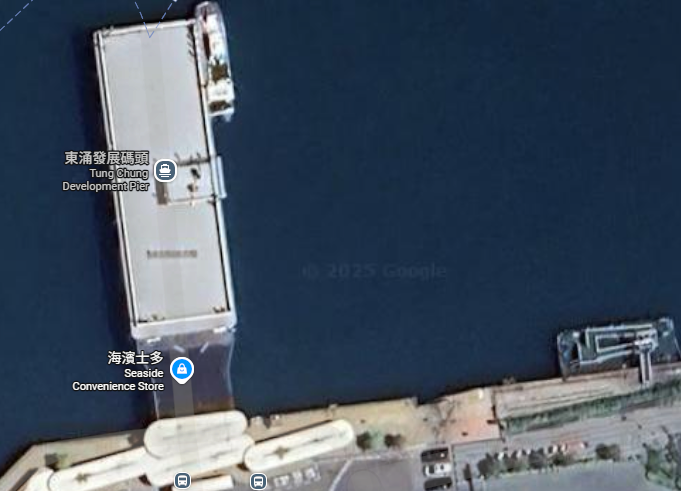 東涌發展碼頭
Tung Chung
Development Pier
© 2025 Google
海濱士多
Seaside
Convenience Store